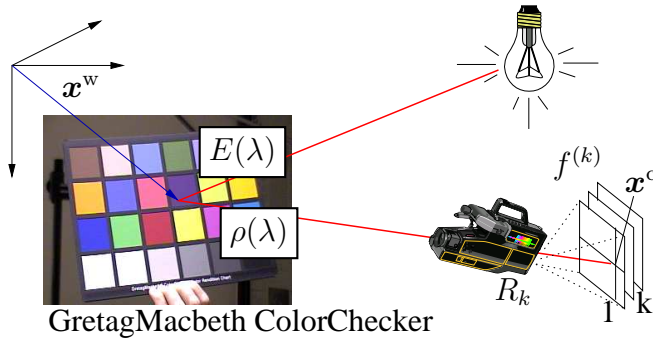 x^w
E(λ)
ρ(λ)
f^(k)
x^c
R_k
1
k
GretagMacbeth ColorChecker